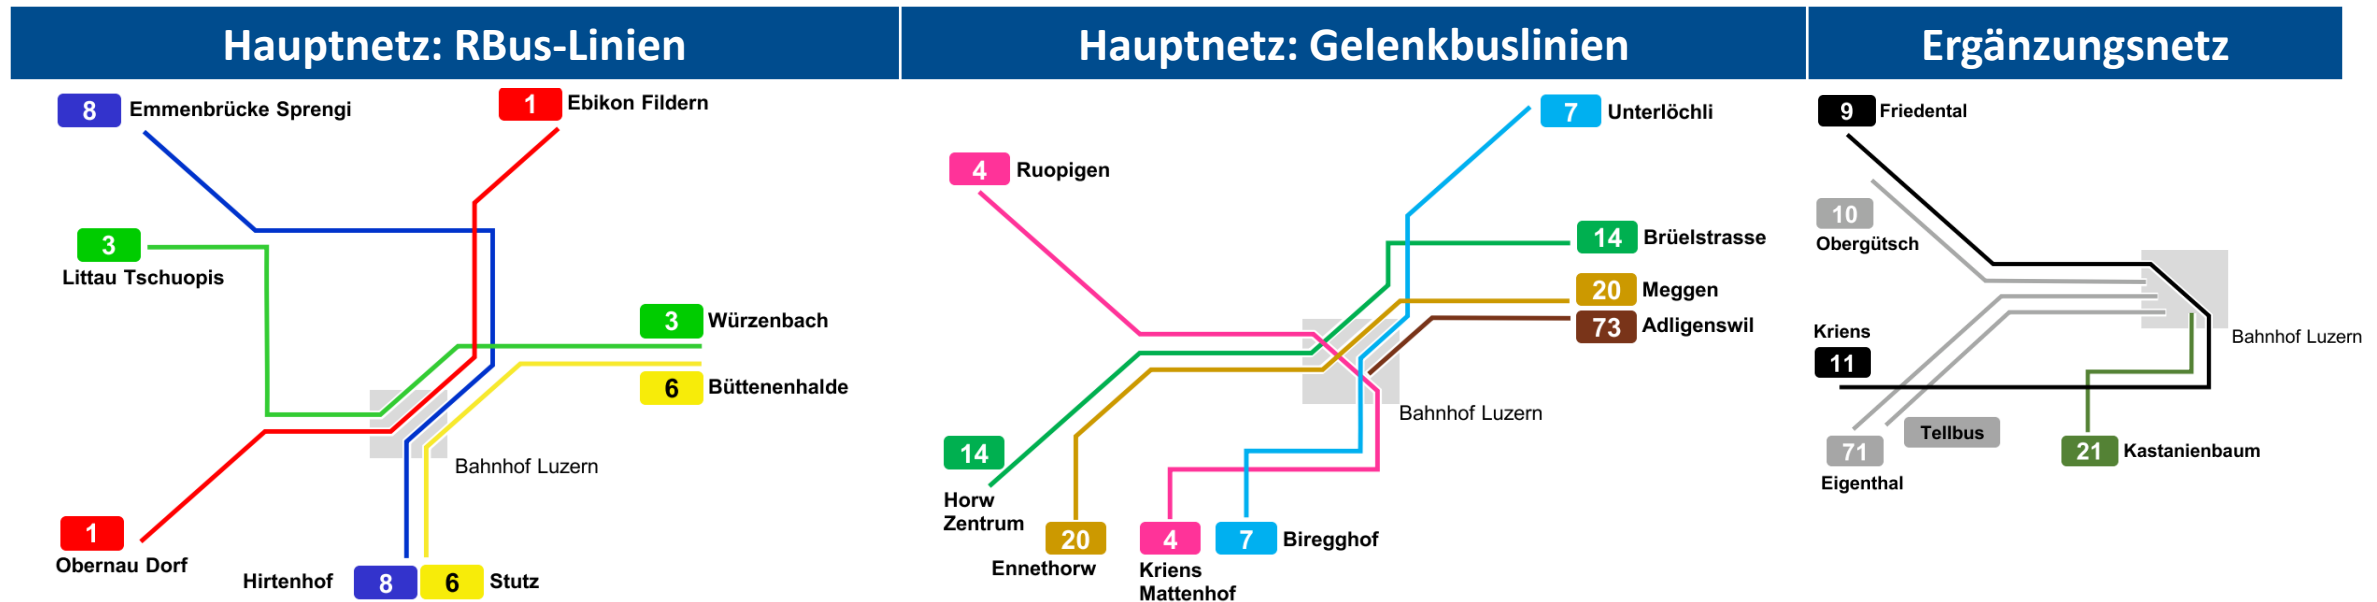 Hauptnetz: RBus-Linien
8 Emmenbrücke Sprengi
1 Ebikon Fildern
3
Littau Tschuopis
3 Würzenbach
6 Büttenenhalde
Bahnhof Luzern
1
Obernau Dorf
Hirtenhof 8 6 Stutz
Hauptnetz: Gelenkbuslinien
7 Unterlöchli
4 Ruopigen
14 Brüelstrasse
20 Meggen
73 Adligenswil
Bahnhof Luzern
14
Horw
Zentrum
20
Ennethorw
4
Kriens
Mattenhof
7 Biregghof
Ergänzungsnetz
9 Friedental
10
Obergütsch
Bahnhof Luzern
Kriens
11
Tellbus
71
Eigenthal
21 Kastanienbaum